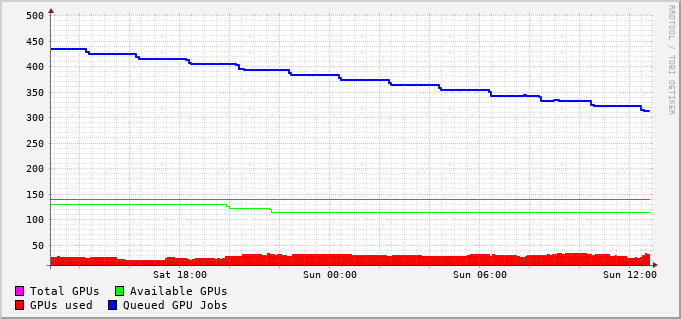 500
450
400
350
300
250
200
150
100
50
Sat 18:00 Sun 00:00 Sun 06:00 Sun 12:00
RRDTOOL / TOBI OETIKER
Total GPUs Available GPUs
GPUs used Queued GPU Jobs